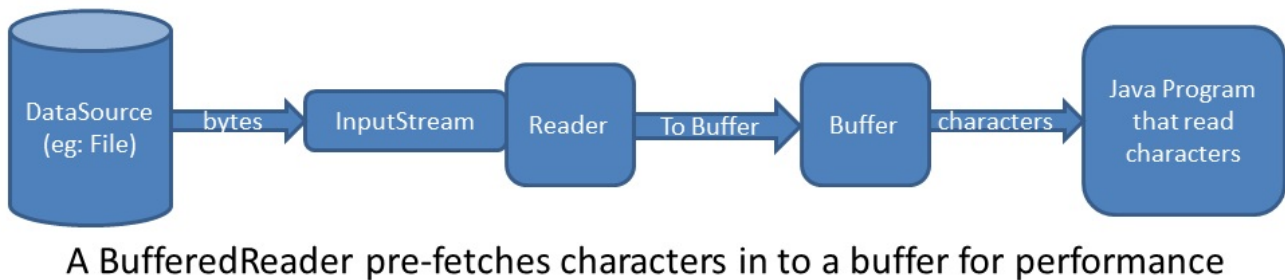 DataSource
(eg: File)
bytes
InputStream
Reader
To Buffer
Buffer
characters
Java Program
that read
characters
A BufferedReader pre-fetches characters in to a buffer for performance